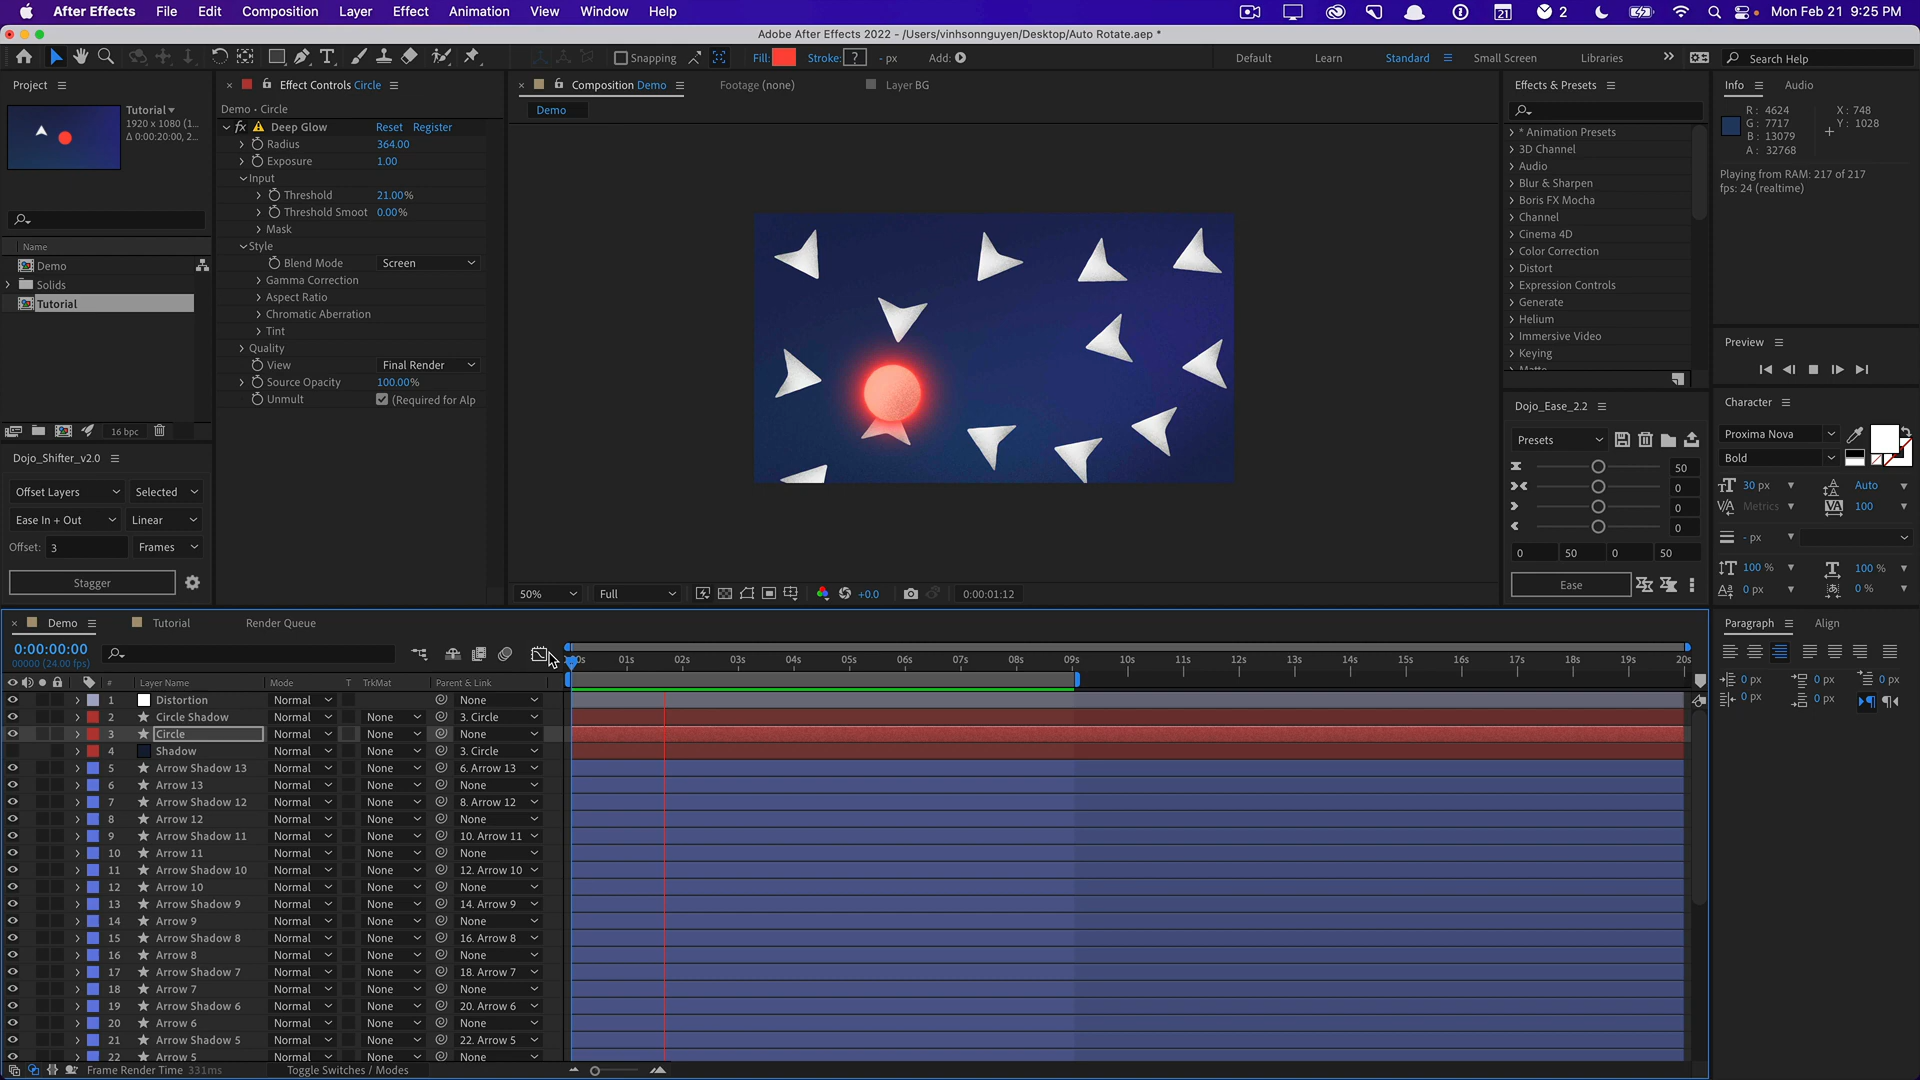 After Effects File Edit Composition Layer Effect Animation View Window Help 21 2 Mon Feb 21 9:25 PM
Adobe After Effects 2022 - /Users/vinhsonnguyen/Desktop/Auto Rotate.aep *
Snapping Fill: Stroke: ? - px Add: Default Learn Standard Small Screen Libraries Search Help
Project
Tutorial
1920 x 1080 (1...
Δ 0:00:20:00, 2...
Name
Demo
Solids
Tutorial
16 bpc
Dojo_Shifter_v2.0
Offset Layers Selected
Ease In + Out Linear
Offset: 3 Frames
Stagger
Effect Controls Circle
Demo • Circle
fx Deep Glow Reset Register
Radius 364.00
Exposure 1.00
Input
Threshold 21.00%
Threshold Smoot 0.00%
Mask
Style
Blend Mode Screen
Gamma Correction
Aspect Ratio
Chromatic Aberration
Tint
Quality
View Final Render
Source Opacity 100.00%
Unmult (Required for Alp
Composition Demo Footage (none) Layer BG
Demo
50% Full +0.0 0:00:01:12
Effects & Presets
* Animation Presets
3D Channel
Audio
Blur & Sharpen
Boris FX Mocha
Channel
Cinema 4D
Color Correction
Distort
Expression Controls
Generate
Helium
Immersive Video
Keying
Dojo_Ease_2.2
Presets
50
0
0
0
0 50 0 50
Ease
Info Audio
R: 4624 X: 748
G: 7717 Y: 1028
B: 13079
A: 32768
Playing from RAM: 217 of 217
fps: 24 (realtime)
Preview
Character
Proxima Nova
Bold
30 px Auto
Metrics 100
- px
100 % 100 %
0 px 0 %
Paragraph Align
0 px 0 px 0 px
0 px 0 px
Demo Tutorial Render Queue
0:00:00:00
00000 (24.00 fps)
01s 02s 03s 04s 05s 06s 07s 08s 09s 10s 11s 12s 13s 14s 15s 16s 17s 18s 19s 20s
# Layer Name Mode T TrkMat Parent & Link
1 Distortion Normal None
2 Circle Shadow Normal None 3. Circle
3 Circle Normal None None
4 Shadow Normal None 3. Circle
5 Arrow Shadow 13 Normal None 6. Arrow 13
6 Arrow 13 Normal None None
7 Arrow Shadow 12 Normal None 8. Arrow 12
8 Arrow 12 Normal None None
9 Arrow Shadow 11 Normal None 10. Arrow 11
10 Arrow 11 Normal None None
11 Arrow Shadow 10 Normal None 12. Arrow 10
12 Arrow 10 Normal None None
13 Arrow Shadow 9 Normal None 14. Arrow 9
14 Arrow 9 Normal None None
15 Arrow Shadow 8 Normal None 16. Arrow 8
16 Arrow 8 Normal None None
17 Arrow Shadow 7 Normal None 18. Arrow 7
18 Arrow 7 Normal None None
19 Arrow Shadow 6 Normal None 20. Arrow 6
20 Arrow 6 Normal None None
21 Arrow Shadow 5 Normal None 22. Arrow 5
22 Arrow 5 Normal None None
Frame Render Time 331ms Toggle Switches / Modes